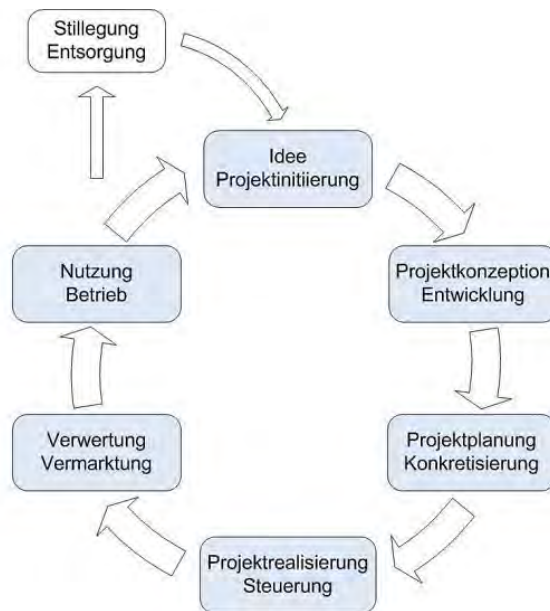 Stillegung
Entsorgung
Idee
Projektinitiierung
Projektkonzeption
Entwicklung
Projektplanung
Konkretisierung
Projektrealisierung
Steuerung
Verwertung
Vermarktung
Nutzung
Betrieb